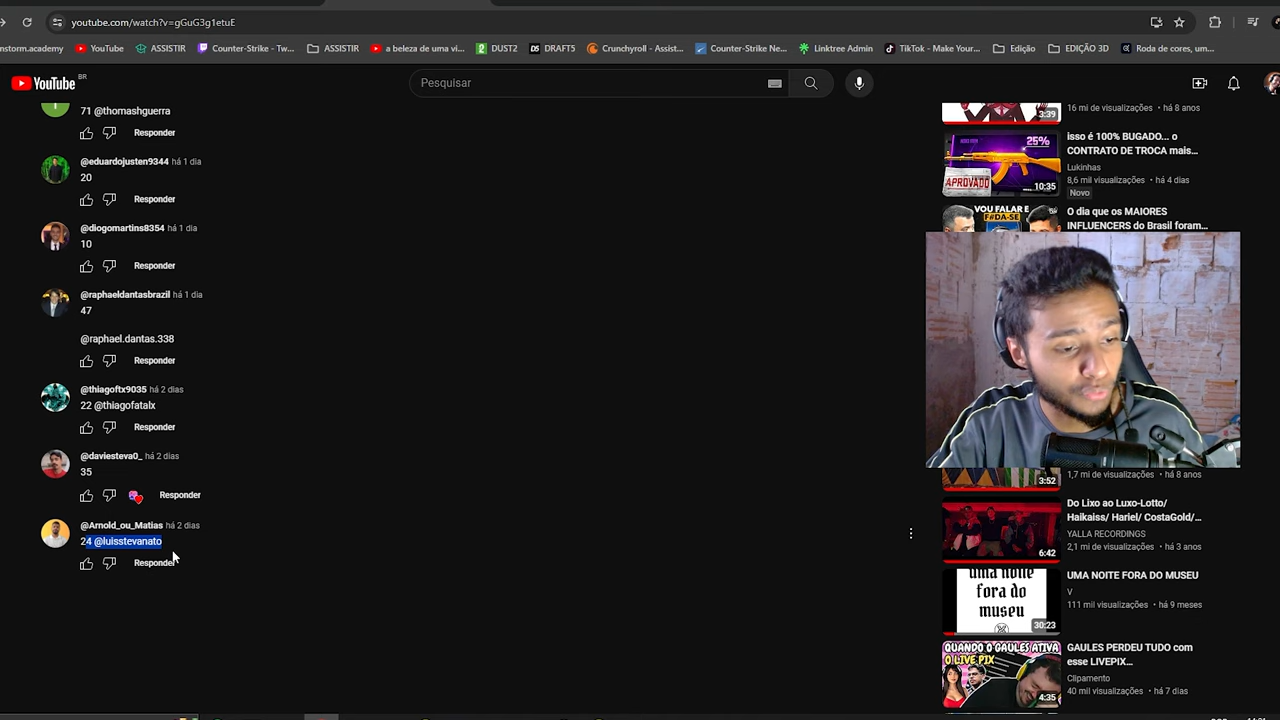 youtube.com/watch?v=gGuG3g1etuE
nstorm.academy
YouTube
ASSISTIR
Counter-Strike - Tw...
ASSISTIR
a beleza de uma vi...
DUST2
DRAFT5
Crunchyroll - Assist...
Counter-Strike Ne...
Linktree Admin
TikTok - Make Your...
Edição
EDIÇÃO 3D
Roda de cores, um...
YouTube BR
Pesquisar
71 @thomashguerra
Responder
@eduardojusten9344 há 1 dia
20
Responder
@diogomartins8354 há 1 dia
10
Responder
@raphaeldantasbrazil há 1 dia
47
@raphael.dantas.338
Responder
@thiagoftx9035 há 2 dias
22 @thiagofatalx
Responder
@daviesteva0_ há 2 dias
35
Responder
@Arnold_ou_Matias há 2 dias
24 @luisstevanato
Responder
3:39
16 mi de visualizações • há 8 anos
25%
APROVADO
10:35
isso é 100% BUGADO... o
CONTRATO DE TROCA mais...
Lukinhas
8,6 mil visualizações • há 4 dias
Novo
VOU FALAR E
F#DA-SE
O dia que os MAIORES
INFLUENCERS do Brasil foram...
3:52
1,7 mi de visualizações • há 8 anos
6:42
Do Lixo ao Luxo-Lotto/
Haikaiss/ Hariel/ CostaGold/...
YALLA RECORDINGS
2,1 mi de visualizações • há 3 anos
uma noite
fora do
museu
30:23
UMA NOITE FORA DO MUSEU
V
111 mil visualizações • há 9 meses
QUANDO O GAULES ATIVA
O LIVE PIX
4:35
GAULES PERDEU TUDO com
esse LIVEPIX...
Clipamento
40 mil visualizações • há 7 dias